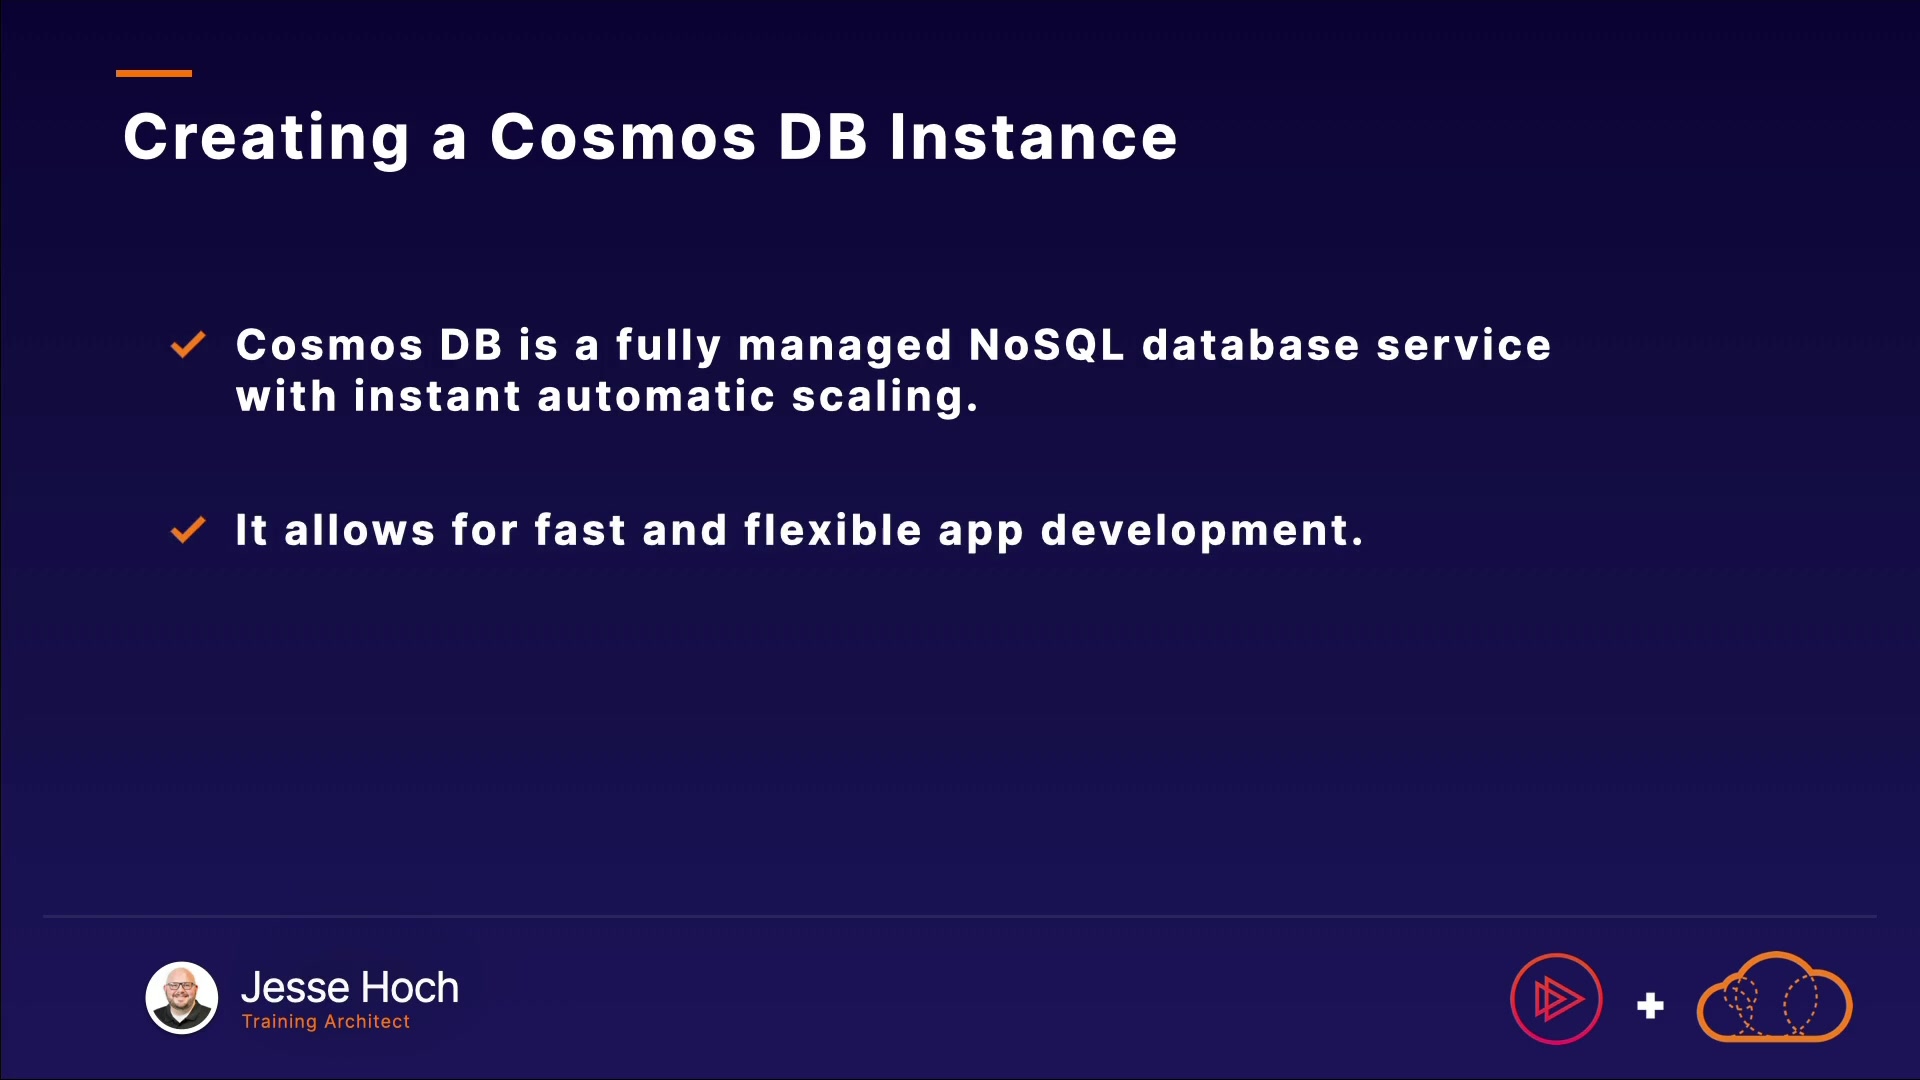 Creating a Cosmos DB Instance
Cosmos DB is a fully managed NoSQL database service
with instant automatic scaling.
It allows for fast and flexible app development.
Jesse Hoch
Training Architect